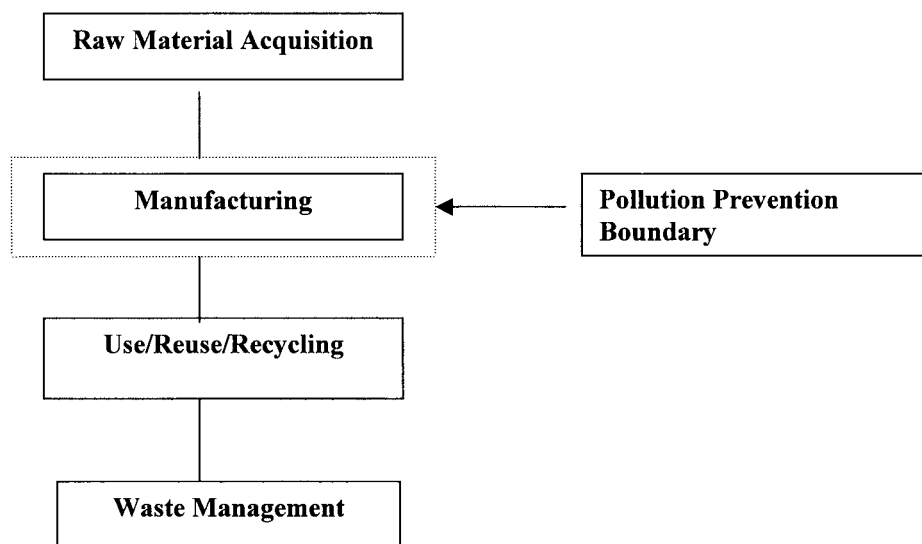 Raw Material Acquisition
Manufacturing
Pollution Prevention
Boundary
Use/Reuse/Recycling
Waste Management